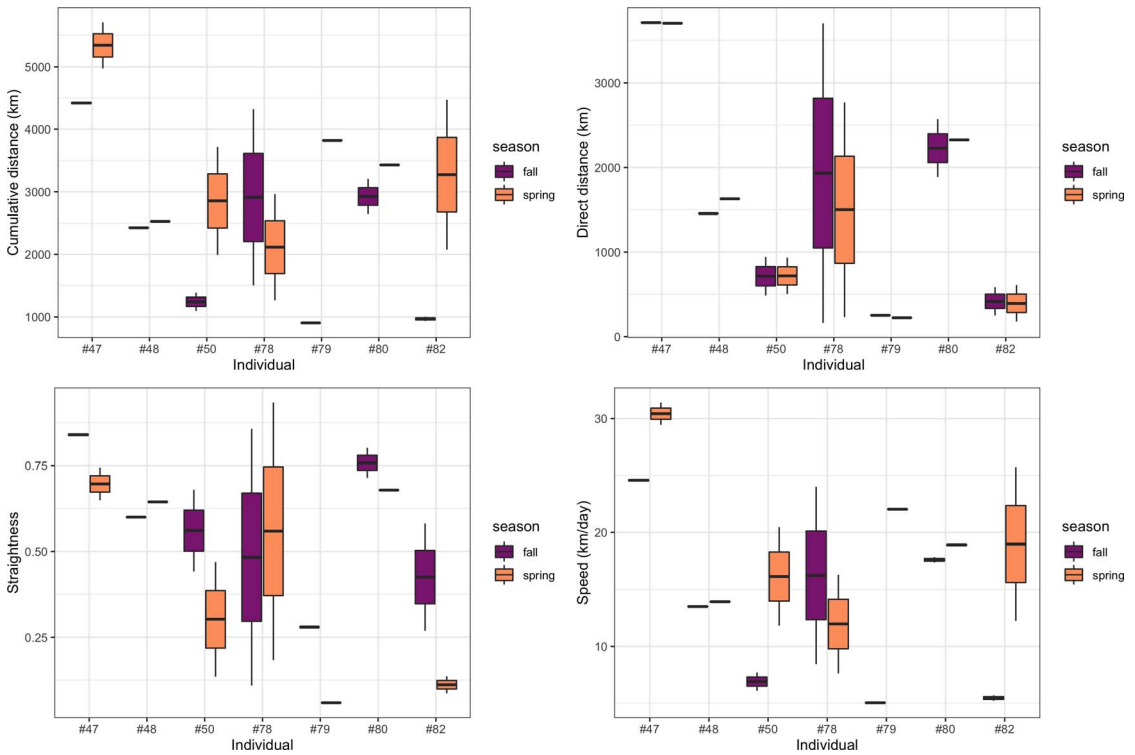 Cumulative distance (km)
5000
4000
3000
2000
1000
#47 #48 #50 #78 #79 #80 #82
Individual
season
fall
spring
Direct distance (km)
3000
2000
1000
0
#47 #48 #50 #78 #79 #80 #82
Individual
season
fall
spring
Straightness
0.75
0.50
0.25
#47 #48 #50 #78 #79 #80 #82
Individual
season
fall
spring
Speed (km/day)
30
20
10
#47 #48 #50 #78 #79 #80 #82
Individual
season
fall
spring